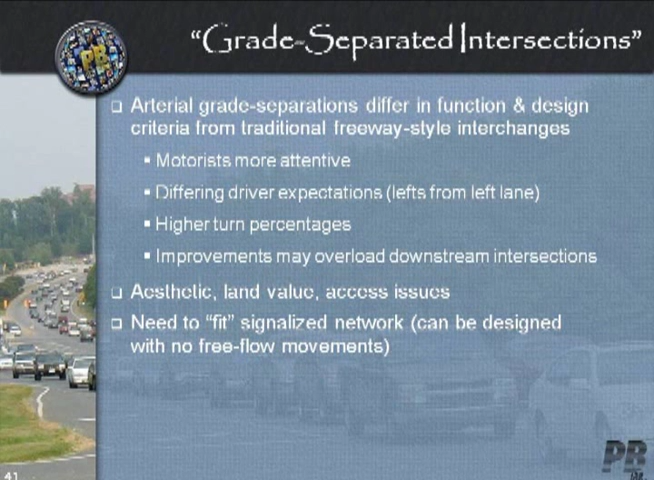 PB
“Grade-Separated Intersections”
❑ Arterial grade-separations differ in function & design
criteria from traditional freeway-style interchanges
▪ Motorists more attentive
▪ Differing driver expectations (lefts from left lane)
▪ Higher turn percentages
▪ Improvements may overload downstream intersections
❑ Aesthetic, land value, access issues
❑ Need to “fit” signalized network (can be designed
with no free-flow movements)
PB
41